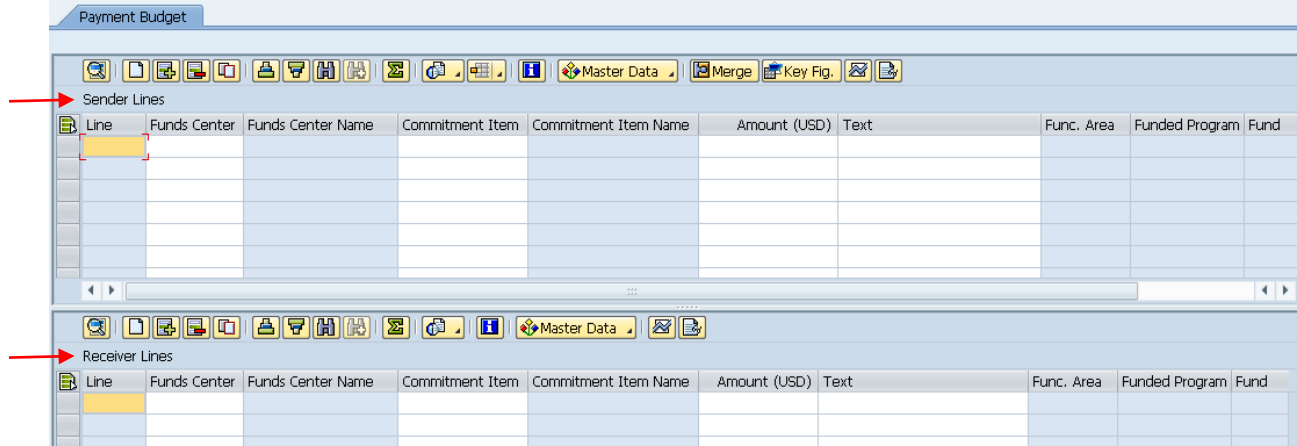 Payment Budget
Master Data Merge Key Fig.
Sender Lines
Line Funds Center Funds Center Name Commitment Item Commitment Item Name Amount (USD) Text Func. Area Funded Program Fund
Master Data
Receiver Lines
Line Funds Center Funds Center Name Commitment Item Commitment Item Name Amount (USD) Text Func. Area Funded Program Fund